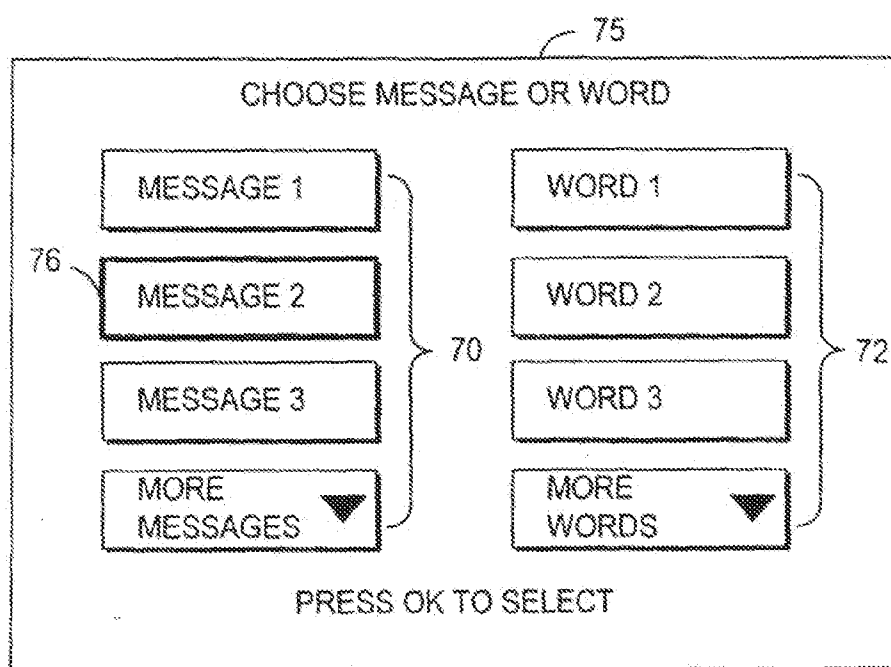 75
CHOOSE MESSAGE OR WORD
MESSAGE 1
WORD 1
76
MESSAGE 2
WORD 2
70
72
MESSAGE 3
WORD 3
MORE
MESSAGES
MORE
WORDS
PRESS OK TO SELECT